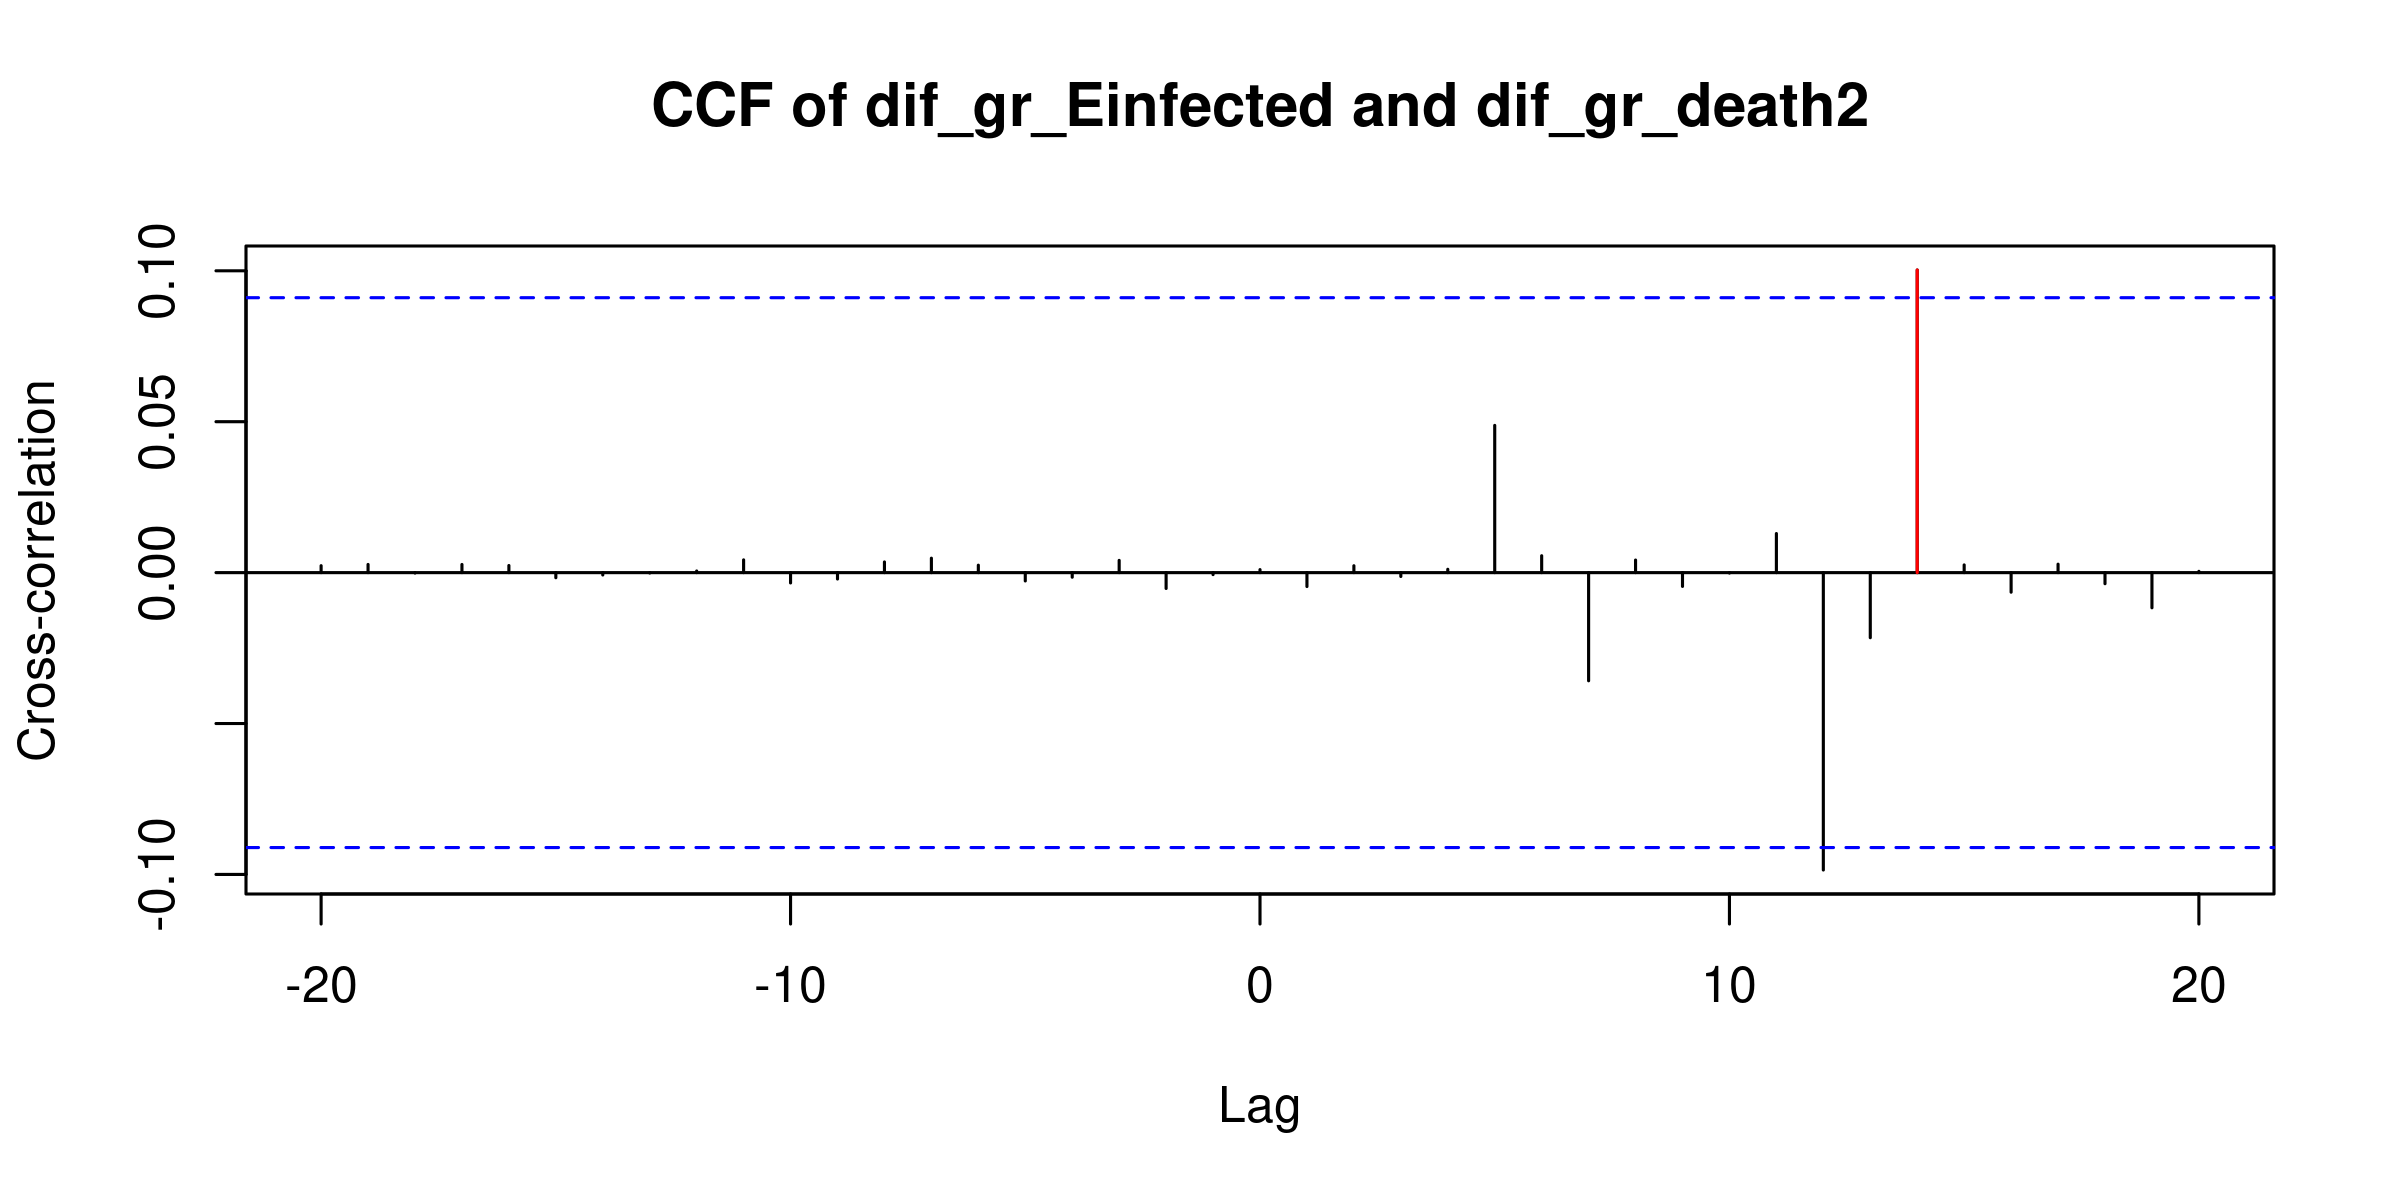 CCF of dif_gr_Einfected and dif_gr_death2
Cross-correlation
0.10
0.05
0.00
-0.10
-20 -10 0 10 20
Lag